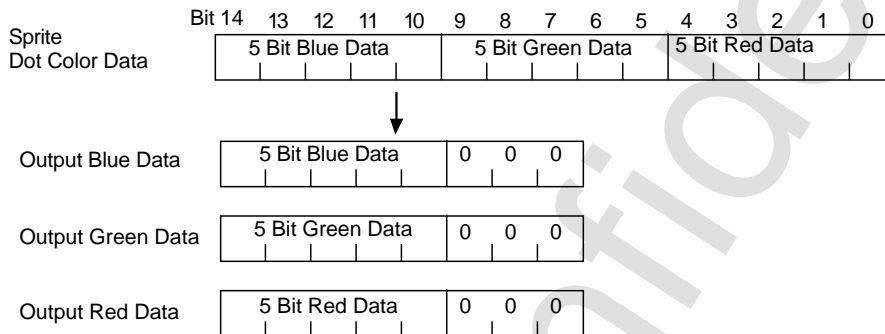 Bit 14 13 12 11 10 9 8 7 6 5 4 3 2 1 0
Sprite
Dot Color Data
5 Bit Blue Data 5 Bit Green Data 5 Bit Red Data
Output Blue Data 5 Bit Blue Data 0 0 0
Output Green Data 5 Bit Green Data 0 0 0
Output Red Data 5 Bit Red Data 0 0 0